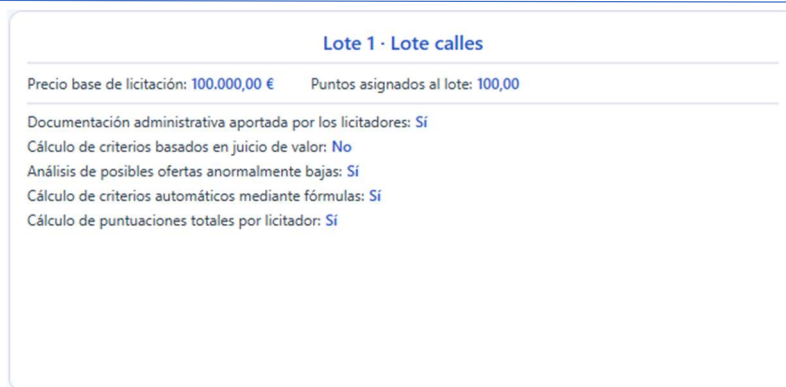 Lote 1 · Lote calles
Precio base de licitación: 100.000,00 € Puntos asignados al lote: 100,00
Documentación administrativa aportada por los licitadores: Sí
Cálculo de criterios basados en juicio de valor: No
Análisis de posibles ofertas anormalmente bajas: Sí
Cálculo de criterios automáticos mediante fórmulas: Sí
Cálculo de puntuaciones totales por licitador: Sí